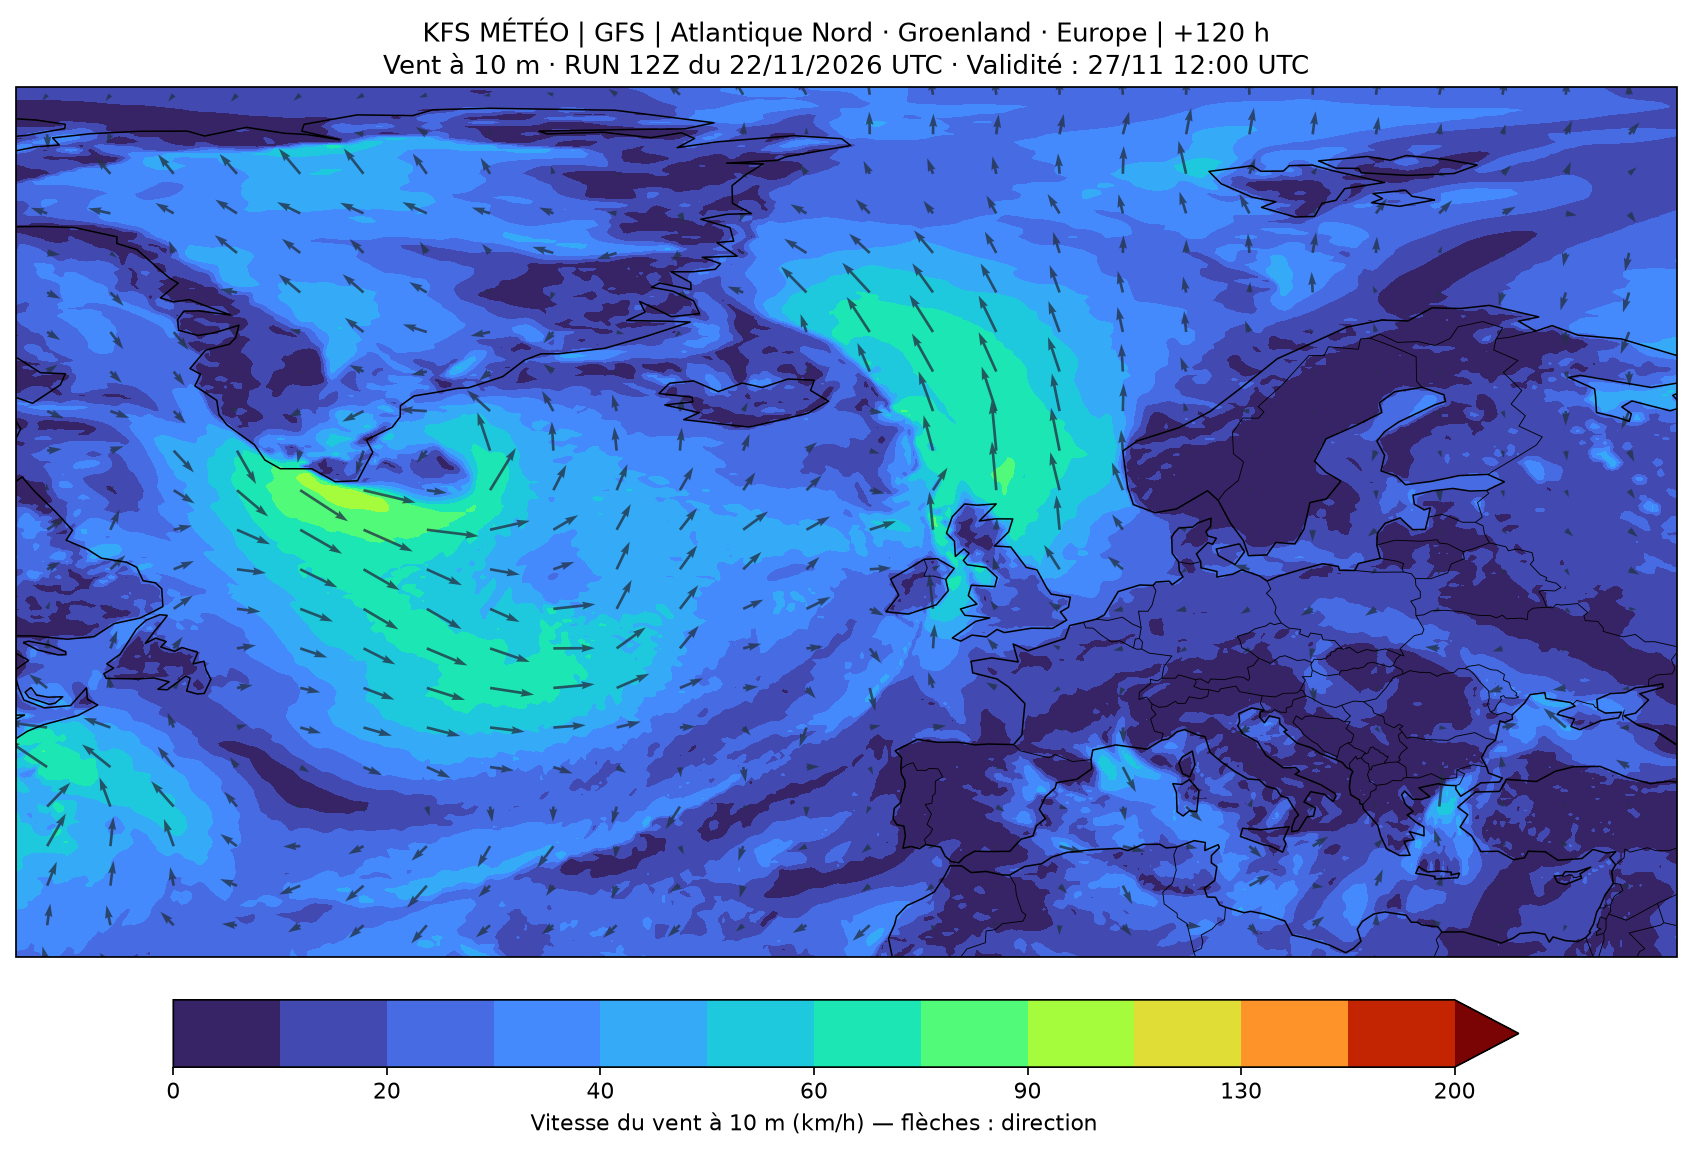 KFS MÉTÉO | GFS | Atlantique Nord · Groenland · Europe | +120 h
Vent à 10 m · RUN 12Z du 22/11/2026 UTC · Validité : 27/11 12:00 UTC
0 20 40 60 90 130 200
Vitesse du vent à 10 m (km/h) — flèches : direction